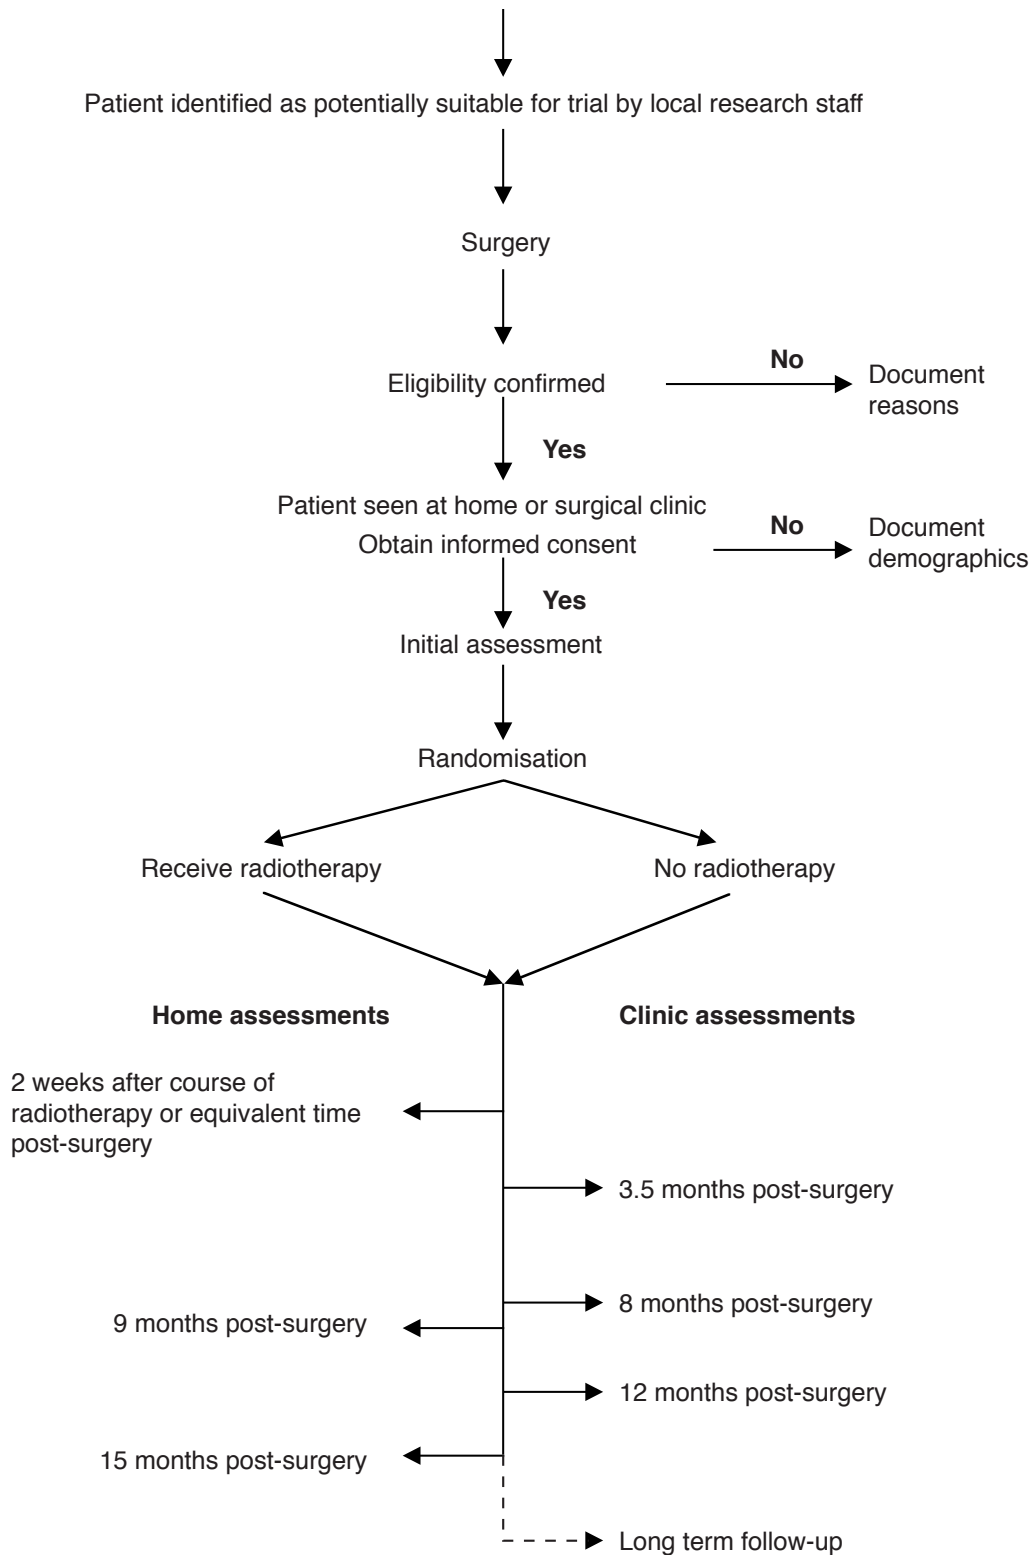 Patient identified as potentially suitable for trial by local research staff
Surgery
Eligibility confirmed
No
Document
reasons
Yes
Patient seen at home or surgical clinic
Obtain informed consent
No
Document
demographics
Yes
Initial assessment
Randomisation
Receive radiotherapy
No radiotherapy
Home assessments
Clinic assessments
2 weeks after course of
radiotherapy or equivalent time
post-surgery
3.5 months post-surgery
8 months post-surgery
9 months post-surgery
12 months post-surgery
15 months post-surgery
Long term follow-up